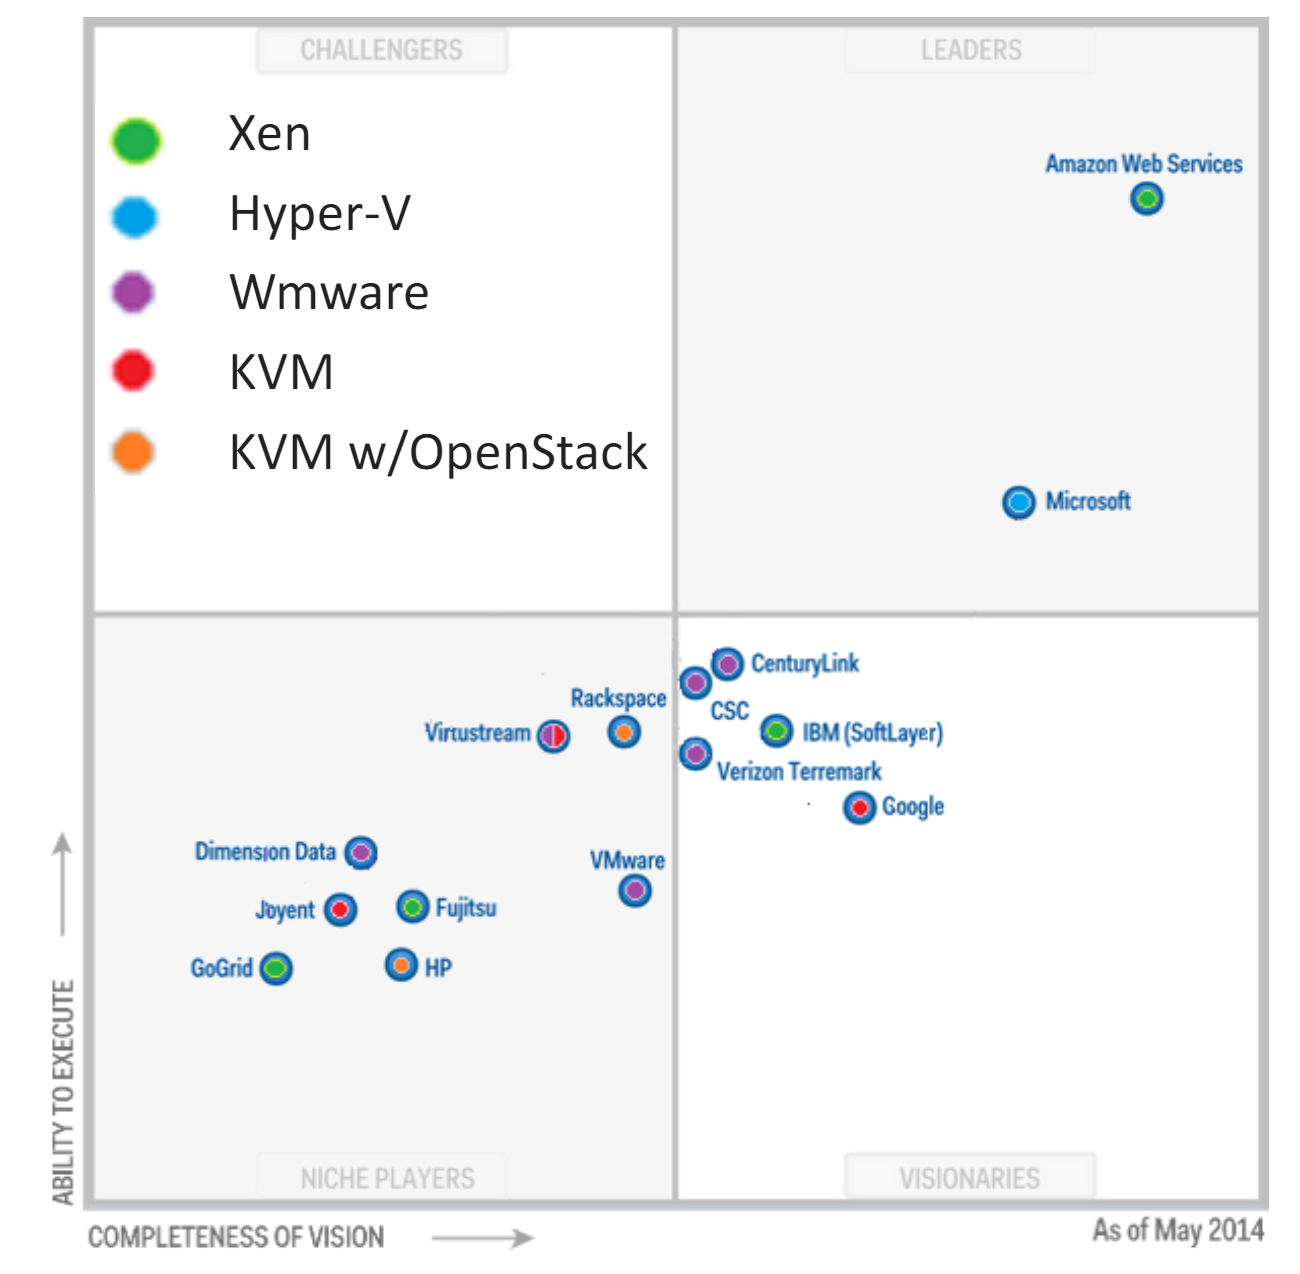 CHALLENGERS
LEADERS
Xen
Hyper-V
Wmware
KVM
KVM w/OpenStack
Amazon Web Services
Microsoft
CenturyLink
CSC
Rackspace
Virtustream
IBM (SoftLayer)
Verizon Terremark
Google
Dimension Data
VMware
Joyent
Fujitsu
GoGrid
HP
ABILITY TO EXECUTE
NICHE PLAYERS
VISIONARIES
COMPLETENESS OF VISION
As of May 2014